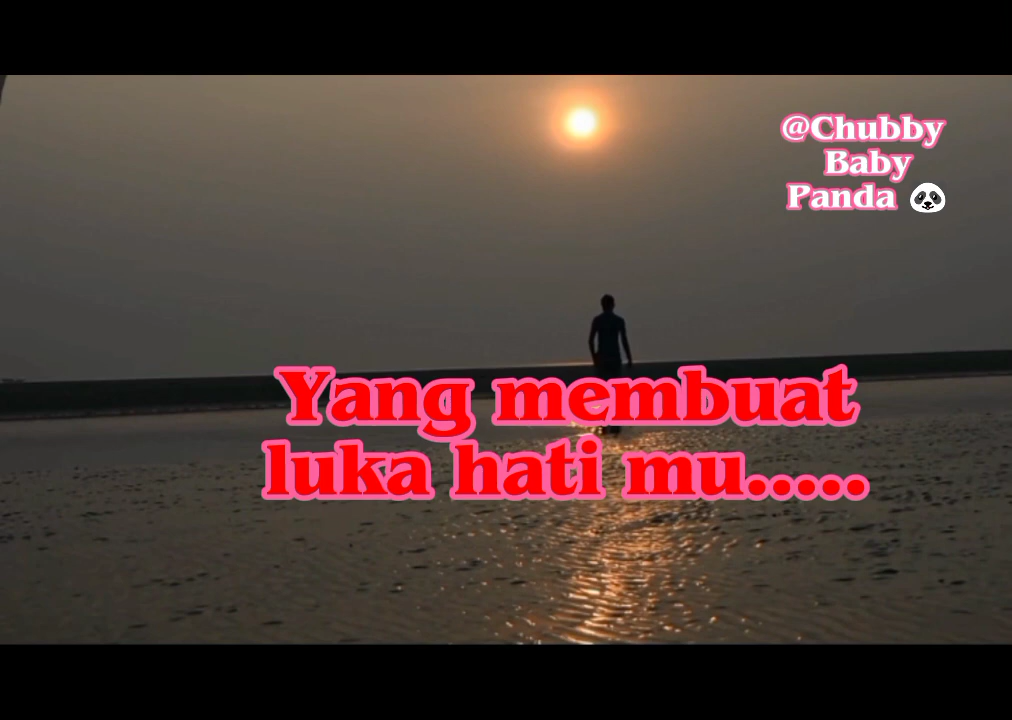 @Chubby
Baby
Panda 🐼
Yang membuat
luka hati mu.....